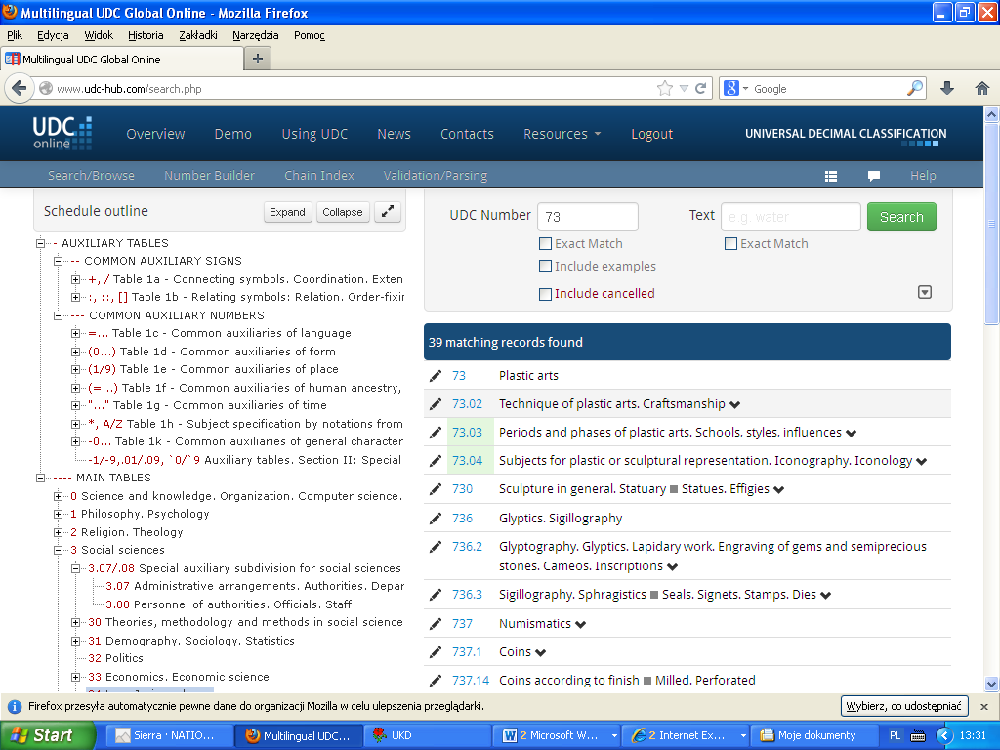 Multilingual UDC Global Online - Mozilla Firefox
Plik Edycja Widok Historia Zakładki Narzędzia Pomoc
Multilingual UDC Global Online
www.udc-hub.com/search.php
Google
UDC online
Overview Demo Using UDC News Contacts Resources Logout
UNIVERSAL DECIMAL CLASSIFICATION
Search/Browse Number Builder Chain Index Validation/Parsing Help
Schedule outline
Expand Collapse
- AUXILIARY TABLES
-- COMMON AUXILIARY SIGNS
+, / Table 1a - Connecting symbols. Coordination. Exten
:, ::, [] Table 1b - Relating symbols: Relation. Order-fixir
--- COMMON AUXILIARY NUMBERS
=... Table 1c - Common auxiliaries of language
(0...) Table 1d - Common auxiliaries of form
(1/9) Table 1e - Common auxiliaries of place
(=...) Table 1f - Common auxiliaries of human ancestry,
"..." Table 1g - Common auxiliaries of time
*, A/Z Table 1h - Subject specification by notations from
-0... Table 1k - Common auxiliaries of general character
-1/-9,.01/.09, `0/`9 Auxiliary tables. Section II: Special
---- MAIN TABLES
0 Science and knowledge. Organization. Computer science.
1 Philosophy. Psychology
2 Religion. Theology
3 Social sciences
3.07/.08 Special auxiliary subdivision for social sciences
3.07 Administrative arrangements. Authorities. Depar
3.08 Personnel of authorities. Officials. Staff
30 Theories, methodology and methods in social science
31 Demography. Sociology. Statistics
32 Politics
33 Economics. Economic science
UDC Number 73 Text e.g. water Search
Exact Match Exact Match
Include examples
Include cancelled
39 matching records found
73 Plastic arts
73.02 Technique of plastic arts. Craftsmanship
73.03 Periods and phases of plastic arts. Schools, styles, influences
73.04 Subjects for plastic or sculptural representation. Iconography. Iconology
730 Sculpture in general. Statuary ■ Statues. Effigies
736 Glyptics. Sigillography
736.2 Glyptography. Glyptics. Lapidary work. Engraving of gems and semiprecious
stones. Cameos. Inscriptions
736.3 Sigillography. Sphragistics ■ Seals. Signets. Stamps. Dies
737 Numismatics
737.1 Coins
737.14 Coins according to finish ■ Milled. Perforated
Firefox przesyła automatycznie pewne dane do organizacji Mozilla w celu ulepszenia przeglądarki.
Wybierz, co udostępniać
Start Sierra · NATIO... Multilingual UDC... UKD 2 Microsoft W... 2 Internet Ex... Moje dokumenty PL 13:31